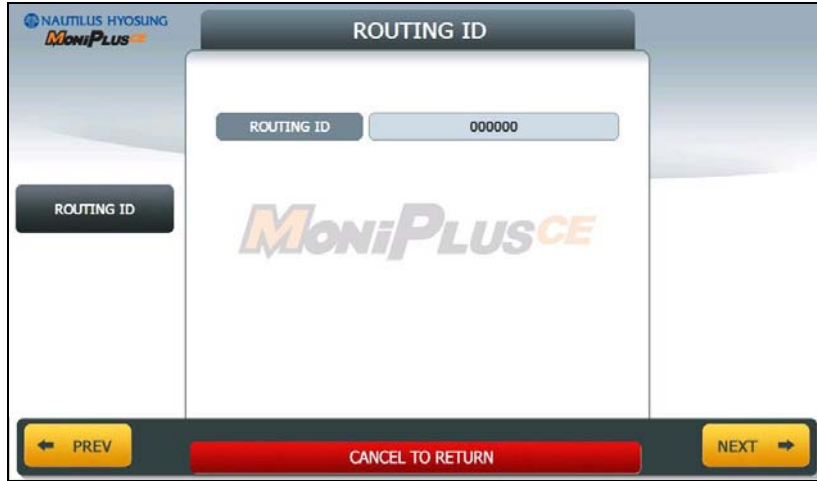 NAUTILUS HYOSUNG
MoniPlusCE
ROUTING ID
ROUTING ID 000000
ROUTING ID
MoniPlusCE
PREV
CANCEL TO RETURN
NEXT